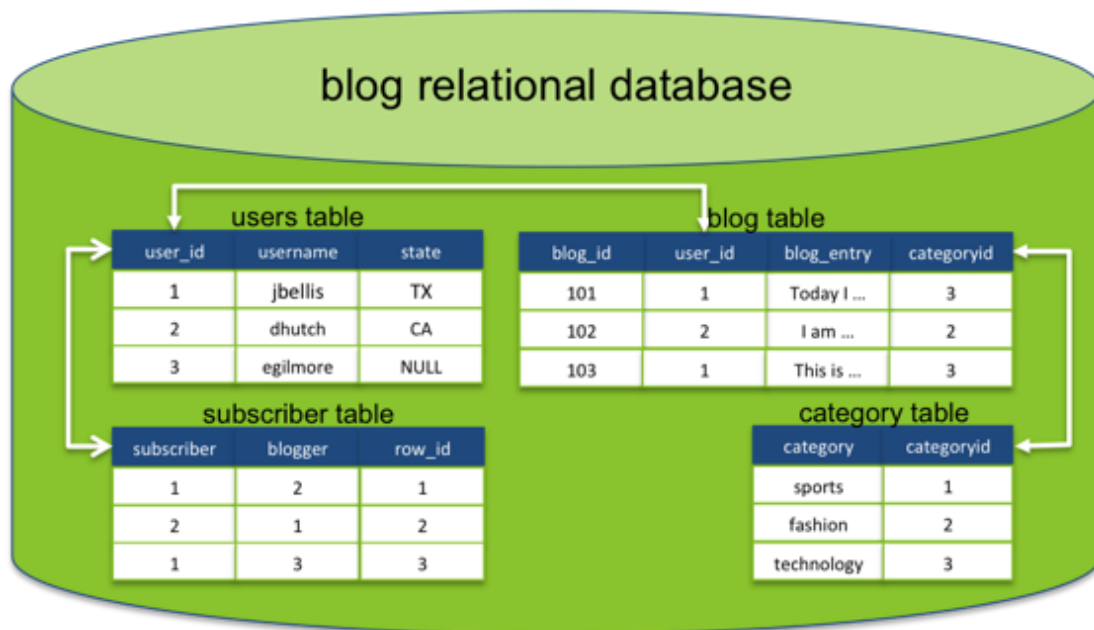 blog relational database
users table
user_id username state
1 jbellis TX
2 dhutch CA
3 egilmore NULL
blog table
blog_id user_id blog_entry categoryid
101 1 Today I ...
3
102 2 I am ... 2
103 1 This is ... 3
subscriber table
subscriber blogger row_id
1 2 1
2 1 2
1 3 3
category table
category categoryid
sports 1
fashion 2
technology 3